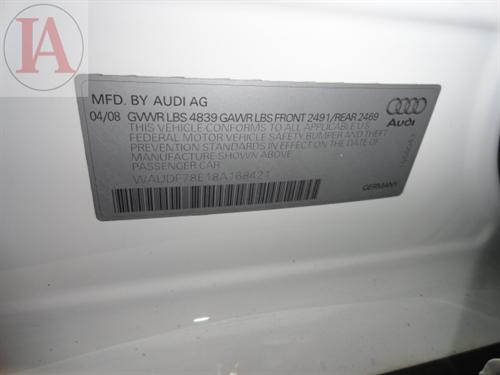 IA
MFD. BY AUDI AG
04/08 GVWR LBS 4839 GAWR LBS FRONT 2491/REAR 2469
THIS VEHICLE CONFORMS TO ALL APPLICABLE
FEDERAL MOTOR VEHICLE SAFETY BUMPER AND THEFT
PREVENTION STANDARDS IN EFFECT ON THE DATE OF
MANUFACTURE SHOWN ABOVE
PASSENGER CAR
WAUDF78E18A168421
Audi
GERMANY